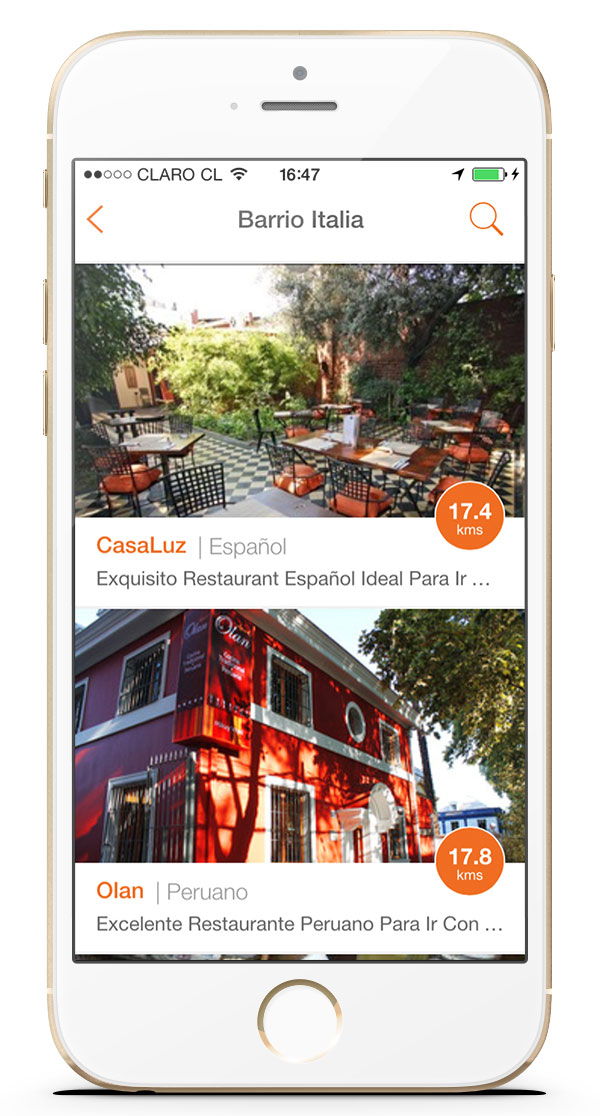 CLARO CL 16:47
Barrio Italia
17.4
kms
CasaLuz | Español
Exquisito Restaurant Español Ideal Para Ir ...
Olan
Olan
17.8
kms
Olan | Peruano
Excelente Restaurante Peruano Para Ir Con ...